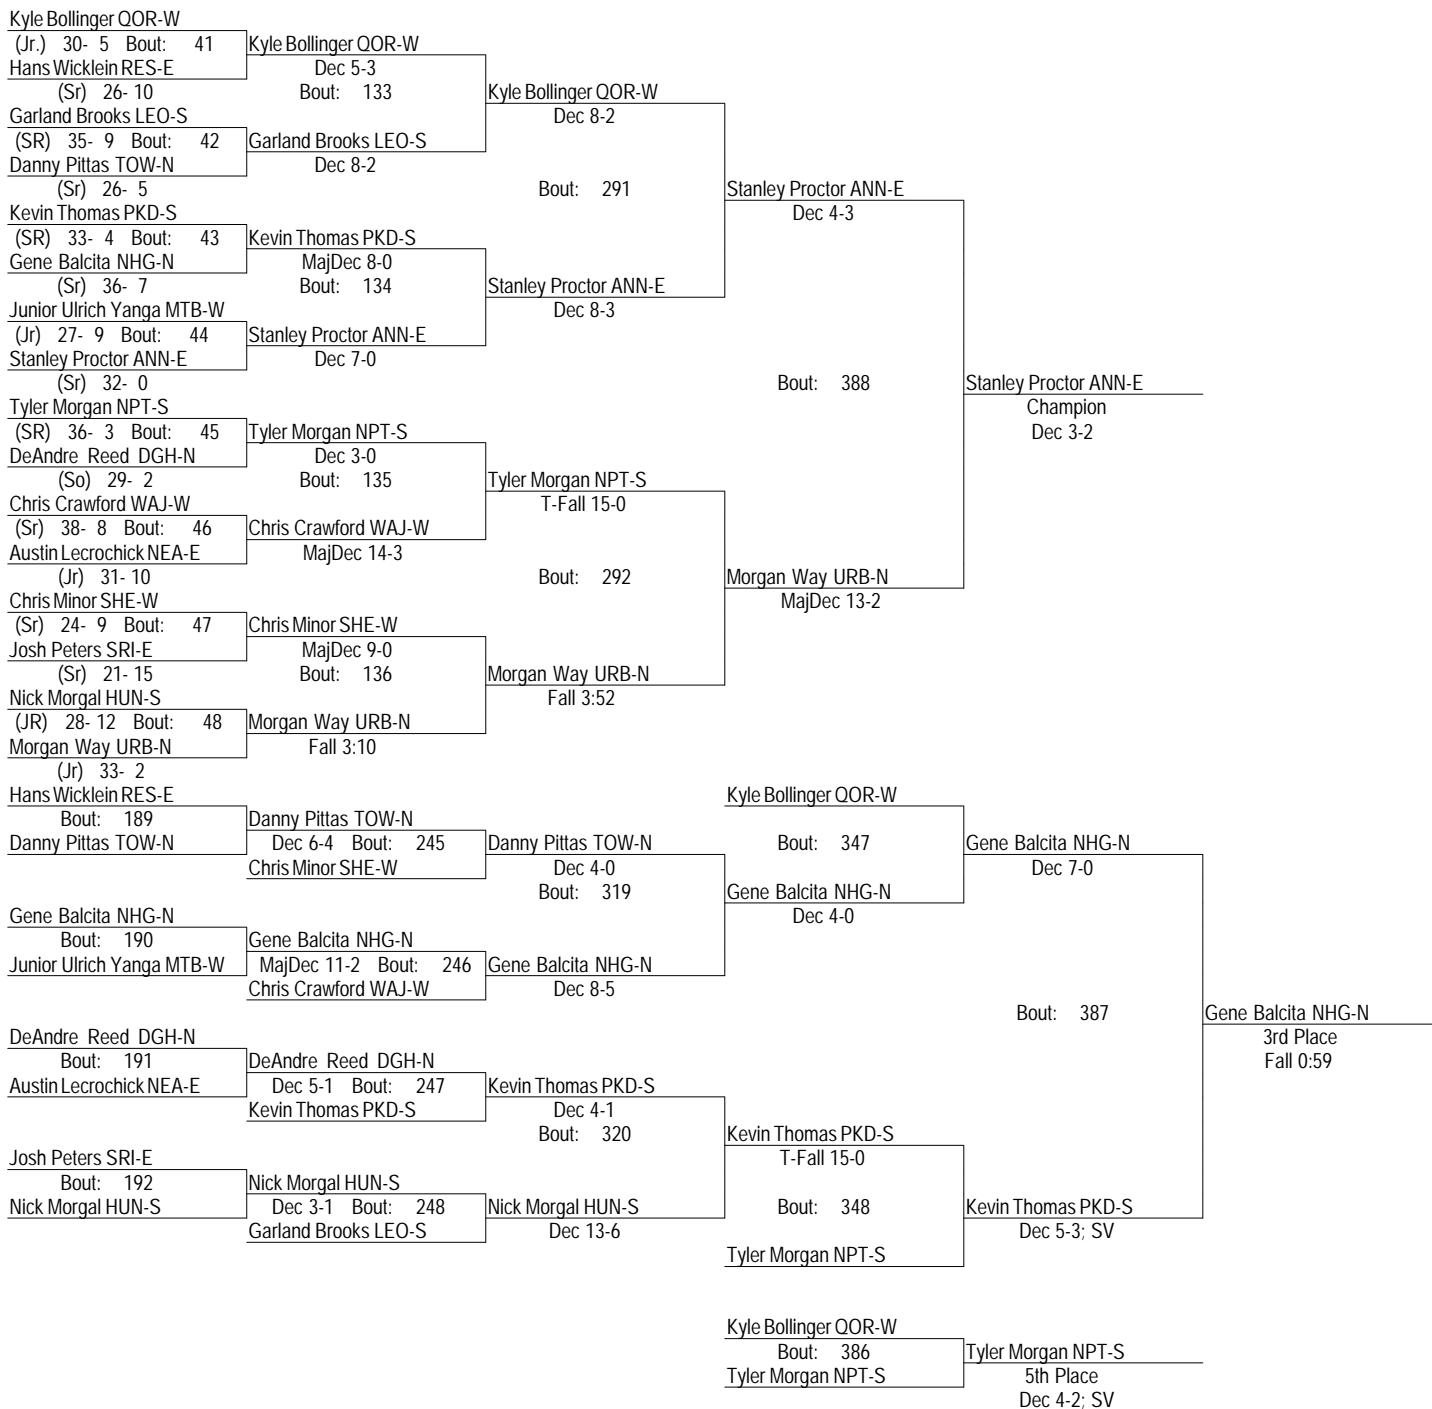 Kyle Bollinger QOR-W
(Jr.) 30- 5 Bout: 41
Kyle Bollinger QOR-W
Hans Wicklein RES-E
Dec 5-3
(Sr) 26- 10
Bout: 133
Kyle Bollinger QOR-W
Garland Brooks LEO-S
Dec 8-2
(SR) 35- 9 Bout: 42
Garland Brooks LEO-S
Danny Pittas TOW-N
Dec 8-2
(Sr) 26- 5
Bout: 291
Stanley Proctor ANN-E
Kevin Thomas PKD-S
Dec 4-3
(SR) 33- 4 Bout: 43
Kevin Thomas PKD-S
Gene Balcita NHG-N
MajDec 8-0
(Sr) 36- 7
Bout: 134
Stanley Proctor ANN-E
Junior Ulrich Yanga MTB-W
Dec 8-3
(Jr) 27- 9 Bout: 44
Stanley Proctor ANN-E
Stanley Proctor ANN-E
Dec 7-0
(Sr) 32- 0
Bout: 388
Stanley Proctor ANN-E
Tyler Morgan NPT-S
Champion
(SR) 36- 3 Bout: 45
Tyler Morgan NPT-S
Dec 3-2
DeAndre Reed DGH-N
Dec 3-0
(So) 29- 2
Bout: 135
Tyler Morgan NPT-S
Chris Crawford WAJ-W
T-Fall 15-0
(Sr) 38- 8 Bout: 46
Chris Crawford WAJ-W
Austin Lecrochick NEA-E
MajDec 14-3
(Jr) 31- 10
Bout: 292
Morgan Way URB-N
Chris Minor SHE-W
MajDec 13-2
(Sr) 24- 9 Bout: 47
Chris Minor SHE-W
Josh Peters SRI-E
MajDec 9-0
(Sr) 21- 15
Bout: 136
Morgan Way URB-N
Nick Morgal HUN-S
Fall 3:52
(JR) 28- 12 Bout: 48
Morgan Way URB-N
Morgan Way URB-N
Fall 3:10
(Jr) 33- 2
Hans Wicklein RES-E
Kyle Bollinger QOR-W
Bout: 189
Danny Pittas TOW-N
Danny Pittas TOW-N
Dec 6-4 Bout: 245
Danny Pittas TOW-N
Bout: 347
Gene Balcita NHG-N
Chris Minor SHE-W
Dec 4-0
Dec 7-0
Bout: 319
Gene Balcita NHG-N
Gene Balcita NHG-N
Dec 4-0
Bout: 190
Gene Balcita NHG-N
Junior Ulrich Yanga MTB-W
MajDec 11-2 Bout: 246
Gene Balcita NHG-N
Chris Crawford WAJ-W
Dec 8-5
Bout: 387
Gene Balcita NHG-N
DeAndre Reed DGH-N
3rd Place
Bout: 191
DeAndre Reed DGH-N
Fall 0:59
Austin Lecrochick NEA-E
Dec 5-1 Bout: 247
Kevin Thomas PKD-S
Kevin Thomas PKD-S
Dec 4-1
Bout: 320
Kevin Thomas PKD-S
Josh Peters SRI-E
T-Fall 15-0
Bout: 192
Nick Morgal HUN-S
Nick Morgal HUN-S
Dec 3-1 Bout: 248
Nick Morgal HUN-S
Bout: 348
Kevin Thomas PKD-S
Garland Brooks LEO-S
Dec 13-6
Dec 5-3; SV
Tyler Morgan NPT-S
Kyle Bollinger QOR-W
Bout: 386
Tyler Morgan NPT-S
Tyler Morgan NPT-S
5th Place
Dec 4-2; SV